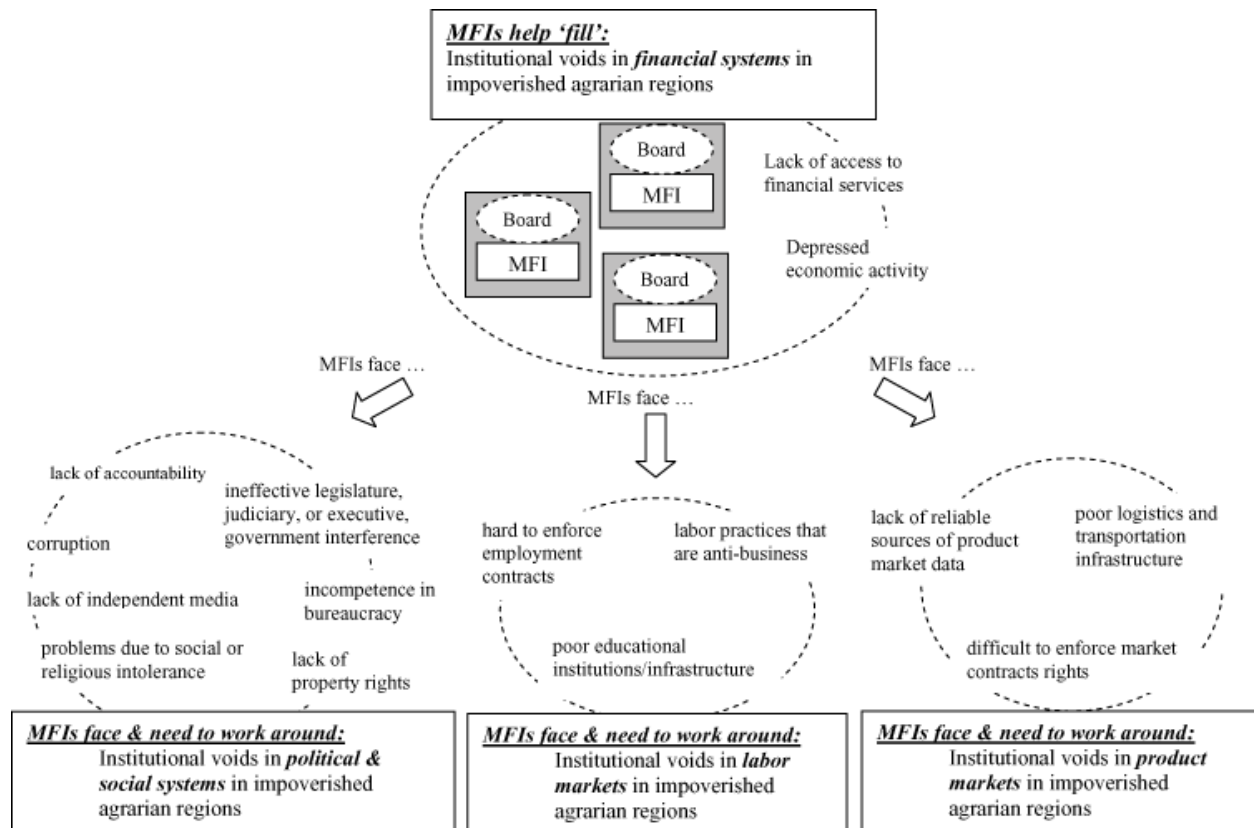 MFIs help ‘fill’:
Institutional voids in financial systems in
impoverished agrarian regions
Board
MFI
Board
MFI
Board
MFI
Lack of access to
financial services
Depressed
economic activity
MFIs face …
MFIs face …
MFIs face …
lack of accountability
ineffective legislature,
judiciary, or executive,
government interference
corruption
lack of independent media
incompetence in
bureaucracy
problems due to social or
religious intolerance
lack of
property rights
MFIs face & need to work around:
Institutional voids in political &
social systems in impoverished
agrarian regions
hard to enforce
employment
contracts
labor practices that
are anti-business
poor educational
institutions/infrastructure
MFIs face & need to work around:
Institutional voids in labor
markets in impoverished
agrarian regions
lack of reliable
sources of product
market data
poor logistics and
transportation
infrastructure
difficult to enforce market
contracts rights
MFIs face & need to work around:
Institutional voids in product
markets in impoverished
agrarian regions